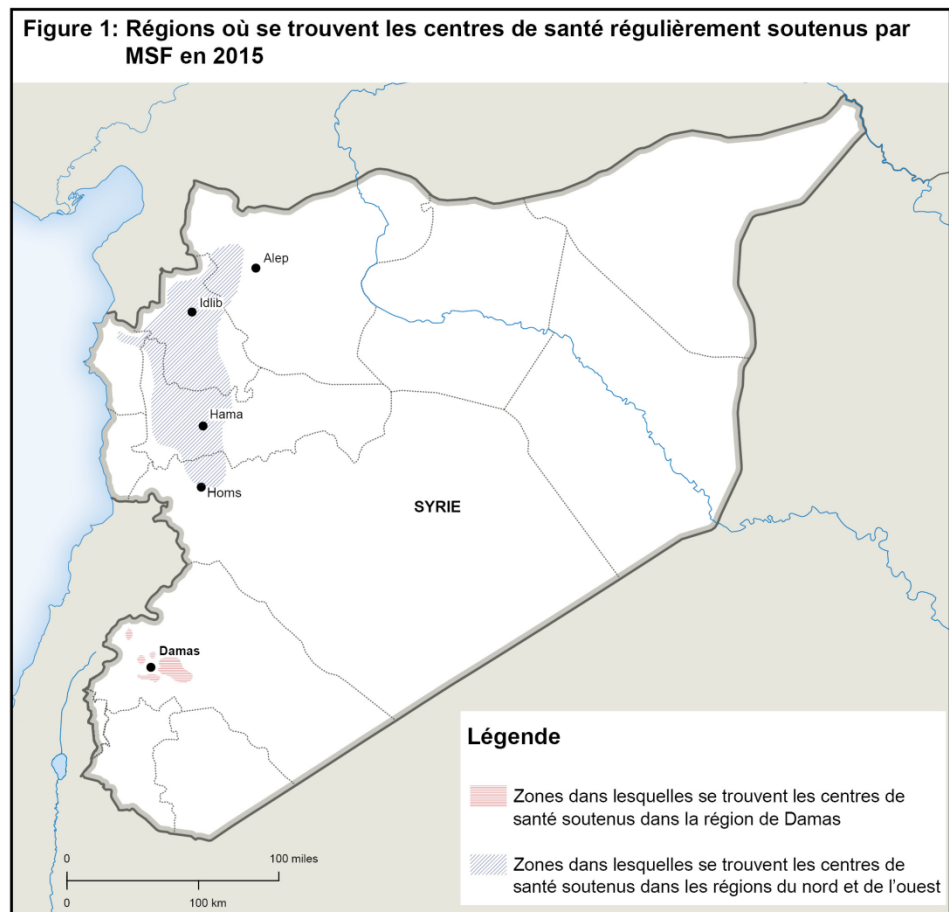 Figure 1: Régions où se trouvent les centres de santé régulièrement soutenus par
MSF en 2015
Alep
Idlib
Hama
Homs
SYRIE
Damas
Légende
Zones dans lesquelles se trouvent les centres de
santé soutenus dans la région de Damas
Zones dans lesquelles se trouvent les centres de
santé soutenus dans les régions du nord et de l’ouest
0 100 miles
0 100 km